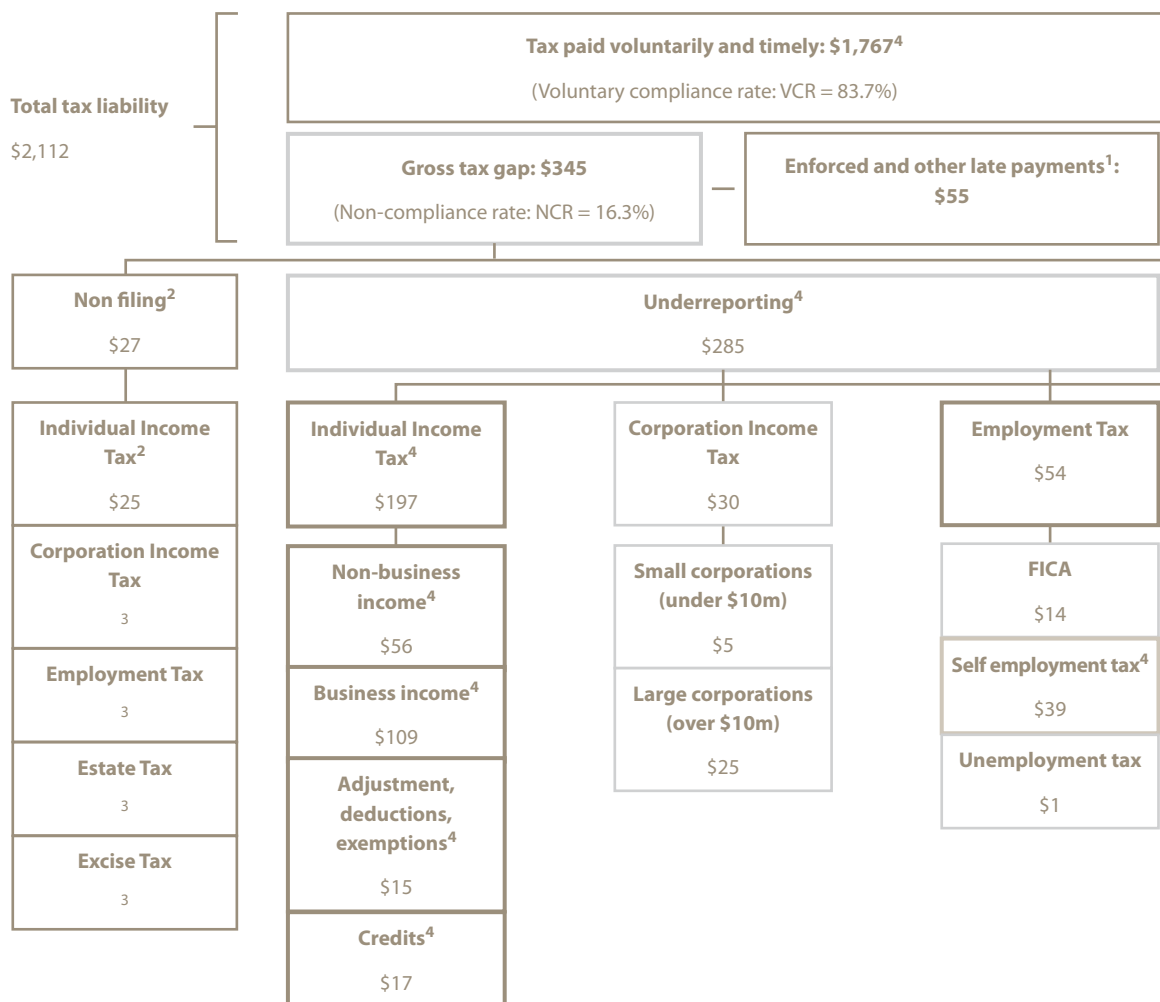 Tax paid voluntarily and timely: $1,767⁴
(Voluntary compliance rate: VCR = 83.7%)
Total tax liability
$2,112
Gross tax gap: $345
(Non-compliance rate: NCR = 16.3%)
Enforced and other late payments¹:
$55
Non filing²
$27
Underreporting⁴
$285
Individual Income
Tax²
$25
Corporation Income
Tax
3
Employment Tax
3
Estate Tax
3
Excise Tax
3
Individual Income
Tax⁴
$197
Non-business
income⁴
$56
Business income⁴
$109
Adjustment,
deductions,
exemptions⁴
$15
Credits⁴
$17
Corporation Income
Tax
$30
Small corporations
(under $10m)
$5
Large corporations
(over $10m)
$25
Employment Tax
$54
FICA
$14
Self employment tax⁴
$39
Unemployment tax
$1